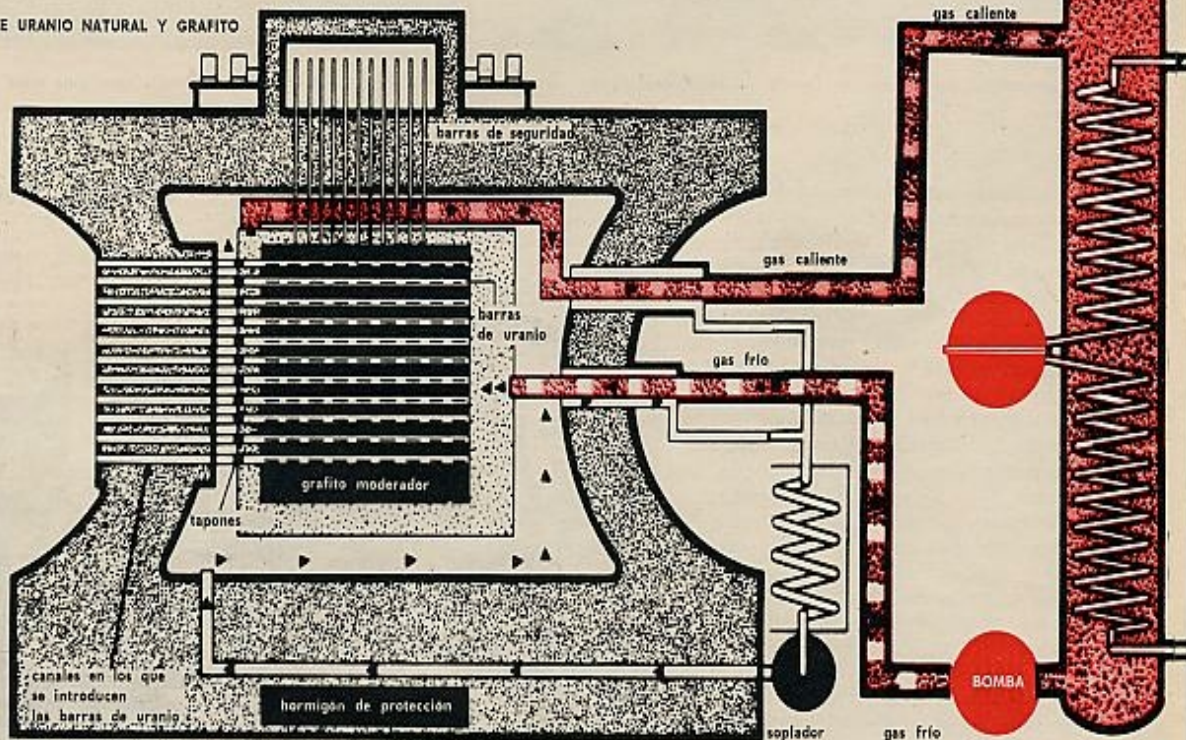 E URANIO NATURAL Y GRAFITO
gas caliente
barras de seguridad
gas caliente
barras
de uranio
gas frío
grafito moderador
tapones
canales en los que
se introducen
las barras de uranio
hormigón de protección
BOMBA
soplador
gas frío